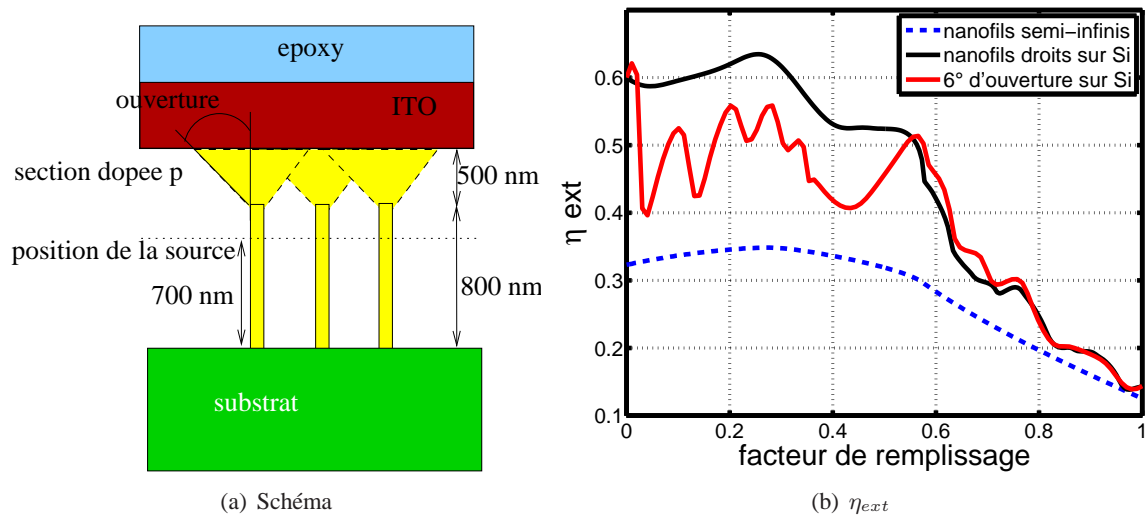 epoxy
ouverture
ITO
section dopee p
500 nm
position de la source
700 nm
800 nm
substrat
(a) Schéma
nanofils semi−infinis
nanofils droits sur Si
6° d'ouverture sur Si
η ext
0.6
0.5
0.4
0.3
0.2
0.1
0
0.2
0.4
0.6
0.8
1
facteur de remplissage
(b) ηext